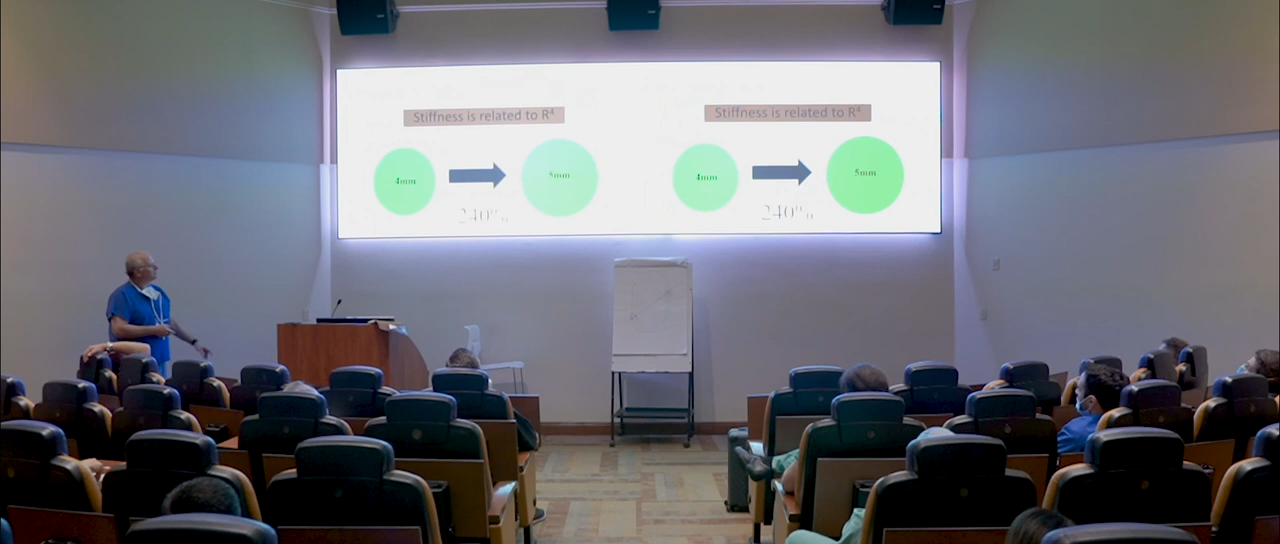 Stiffness is related to R⁴
4mm
5mm
240%
Stiffness is related to R⁴
4mm
5mm
240%